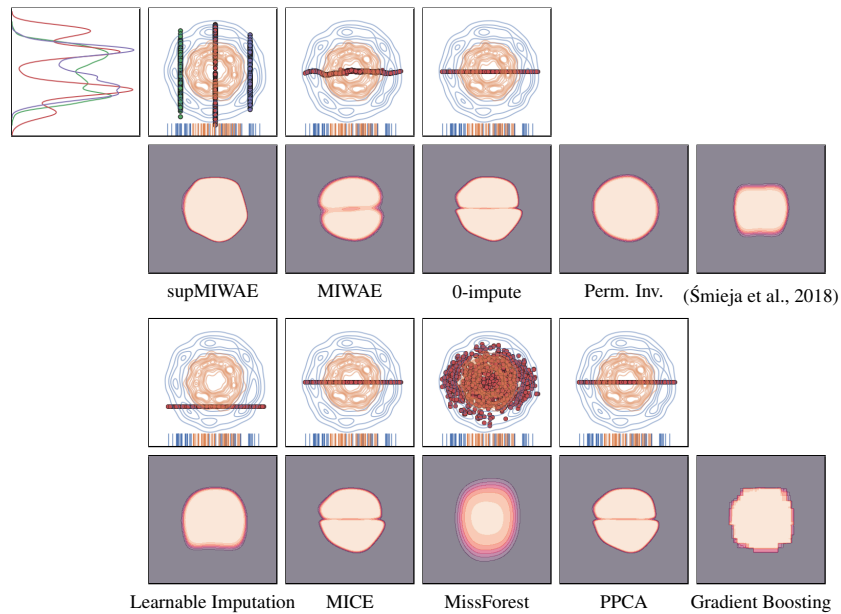 supMIWAE MIWAE 0-impute Perm. Inv. (Śmieja et al., 2018)
Learnable Imputation MICE MissForest PPCA Gradient Boosting